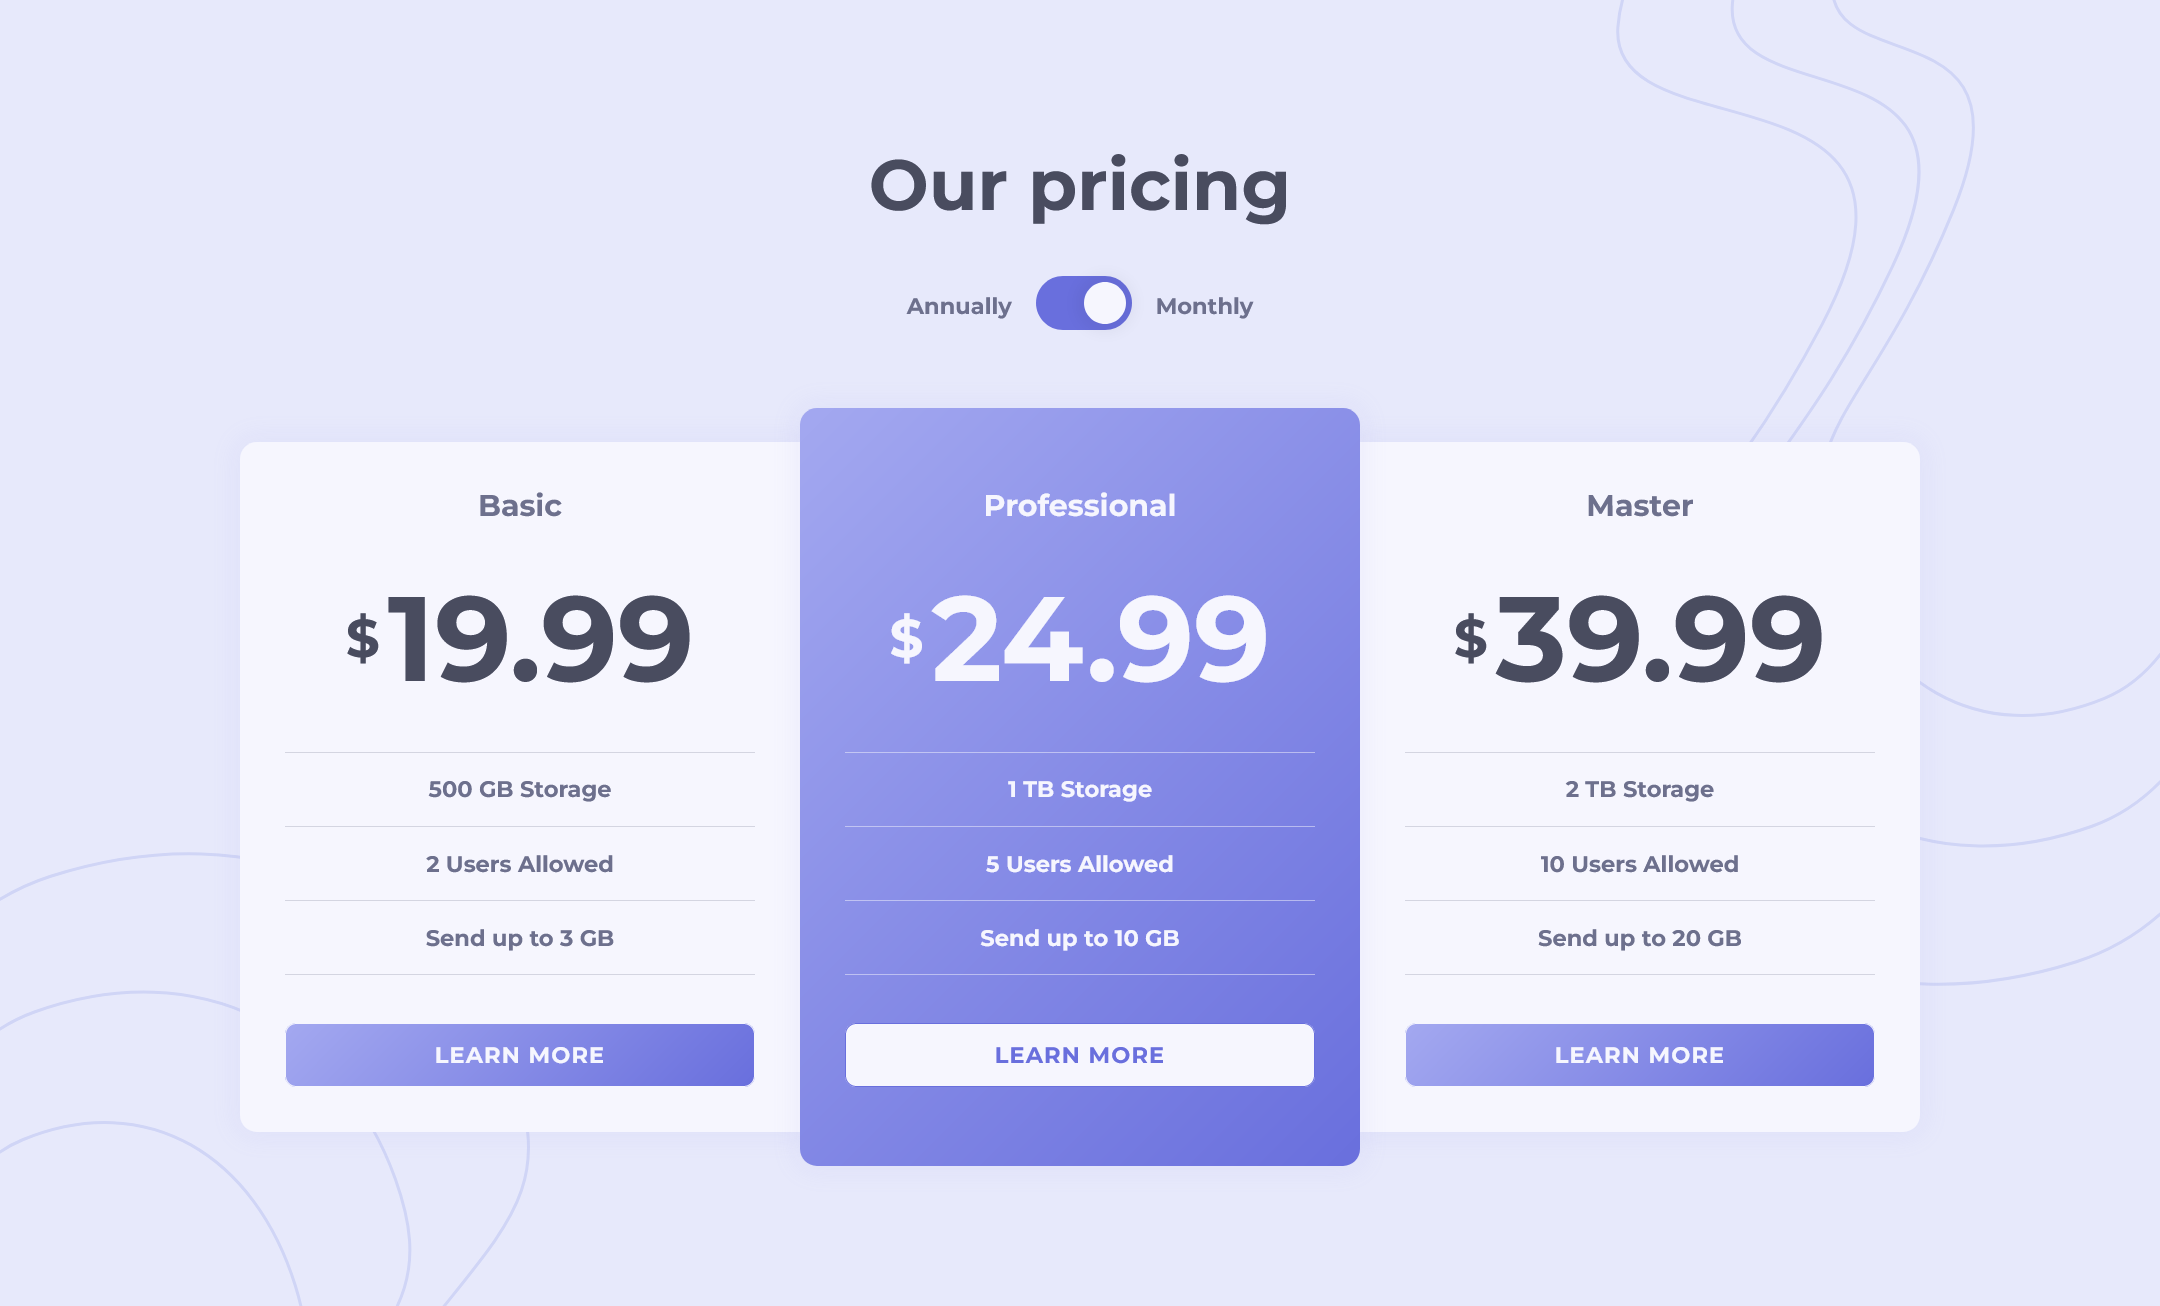 Our pricing
Annually Monthly
Basic
$19.99
500 GB Storage
2 Users Allowed
Send up to 3 GB
LEARN MORE
Professional
$24.99
1 TB Storage
5 Users Allowed
Send up to 10 GB
LEARN MORE
Master
$39.99
2 TB Storage
10 Users Allowed
Send up to 20 GB
LEARN MORE